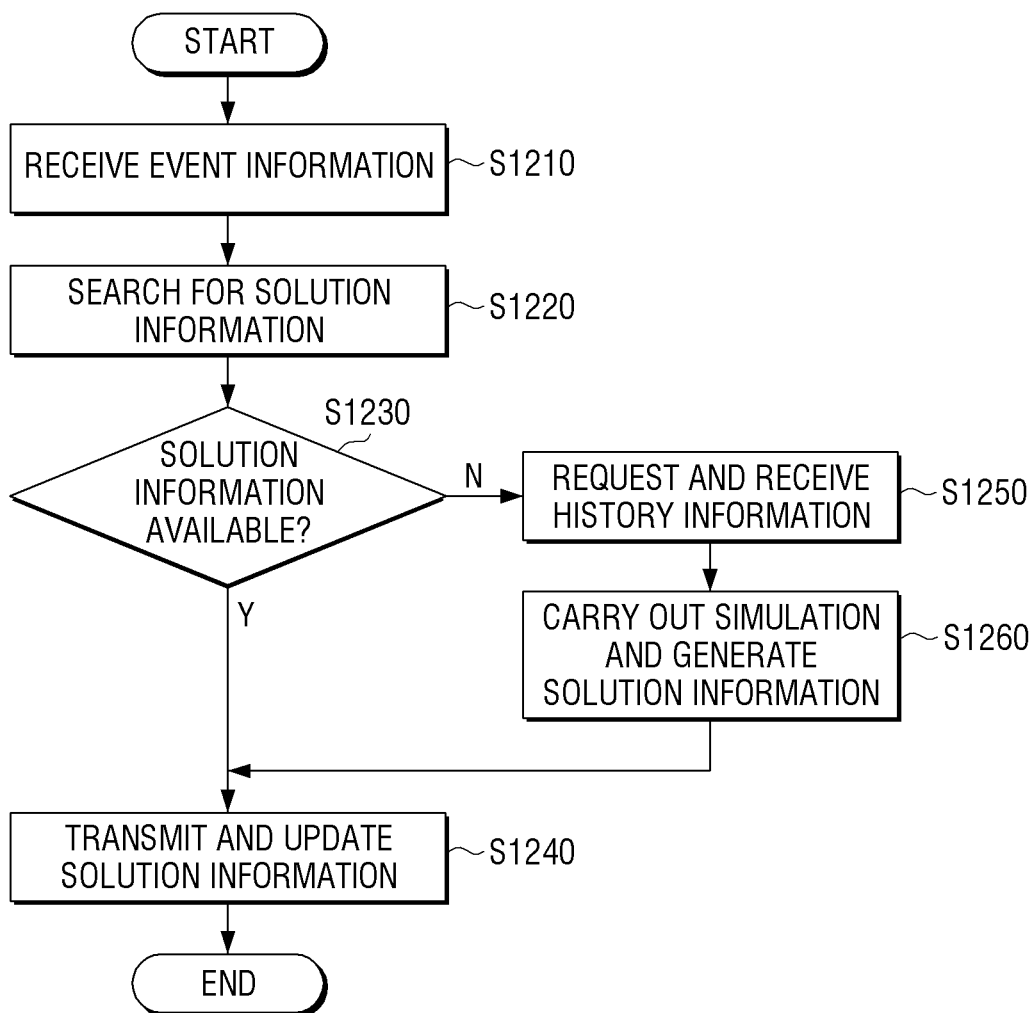 START
RECEIVE EVENT INFORMATION
S1210
SEARCH FOR SOLUTION
INFORMATION
S1220
S1230
SOLUTION
INFORMATION
AVAILABLE?
N
Y
REQUEST AND RECEIVE
HISTORY INFORMATION
S1250
CARRY OUT SIMULATION
AND GENERATE
SOLUTION INFORMATION
S1260
TRANSMIT AND UPDATE
SOLUTION INFORMATION
S1240
END